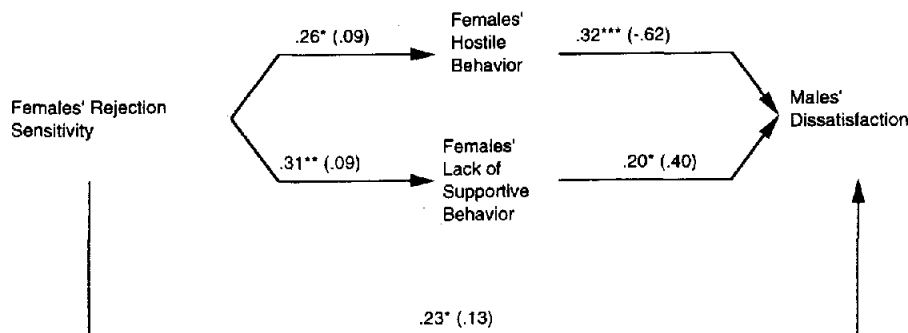 Females' Rejection
Sensitivity
.26* (.09)
Females'
Hostile
Behavior
.32*** (-.62)
.31** (.09)
Females'
Lack of
Supportive
Behavior
.20* (.40)
Males'
Dissatisfaction
.23* (.13)